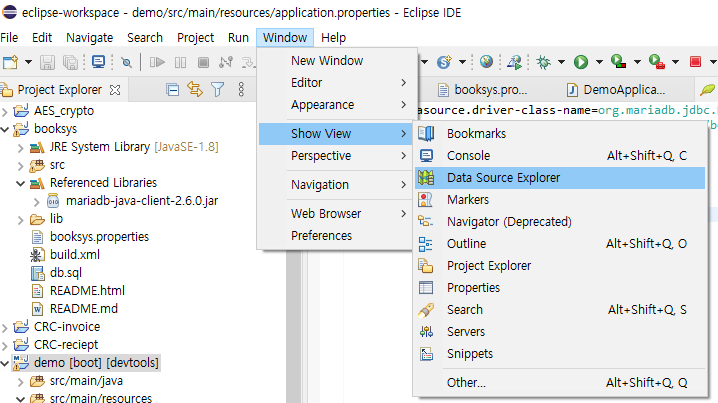 eclipse-workspace - demo/src/main/resources/application.properties - Eclipse IDE
File Edit Navigate Search Project Run Window Help
Project Explorer
AES_crypto
booksys
JRE System Library [JavaSE-1.8]
src
Referenced Libraries
mariadb-java-client-2.6.0.jar
lib
booksys.properties
build.xml
db.sql
README.html
README.md
CRC-invoice
CRC-reciept
demo [boot] [devtools]
src/main/java
src/main/resources
New Window
Editor
Appearance
Show View
Perspective
Navigation
Web Browser
Preferences
booksys.pro...
DemoApplica...
asource.driver-class-name=org.mariadb.jdbc.
Bookmarks
Console Alt+Shift+Q, C
Data Source Explorer
Markers
Navigator (Deprecated)
Outline Alt+Shift+Q, O
Project Explorer
Properties
Search Alt+Shift+Q, S
Servers
Snippets
Other... Alt+Shift+Q, Q